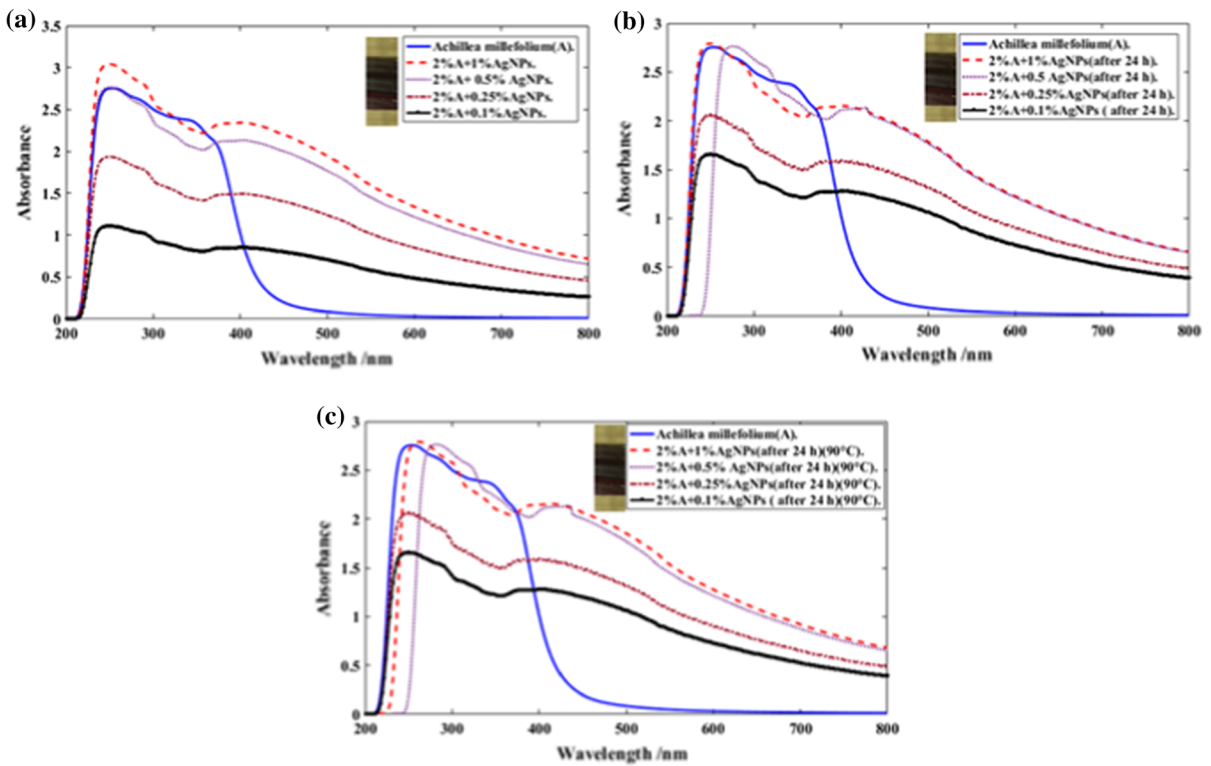 (a)
3.5
3
2.5
2
1.5
1
0.5
0
200 300 400 500 600 700 800
Absorbance
Wavelength /nm
Achillea millefolium(A).
2%A+1%AgNPs.
2%A+ 0.5% AgNPs.
2%A+0.25%AgNPs.
2%A+0.1%AgNPs.
(b)
3
2.5
2
1.5
1
0.5
0
200 300 400 500 600 700 800
Absorbance
Wavelength /nm
Achillea millefolium(A).
2%A+1%AgNPs(after 24 h).
2%A+0.5 AgNPs(after 24 h).
2%A+0.25%AgNPs(after 24 h).
2%A+0.1%AgNPs ( after 24 h).
(c)
3
2.5
2
1.5
1
0.5
0
200 300 400 500 600 700 800
Absorbance
Wavelength /nm
Achillea millefolium(A).
2%A+1%AgNPs(after 24 h)(90°C).
2%A+0.5% AgNPs(after 24 h)(90°C).
2%A+0.25%AgNPs(after 24 h)(90°C).
2%A+0.1%AgNPs ( after 24 h)(90°C).